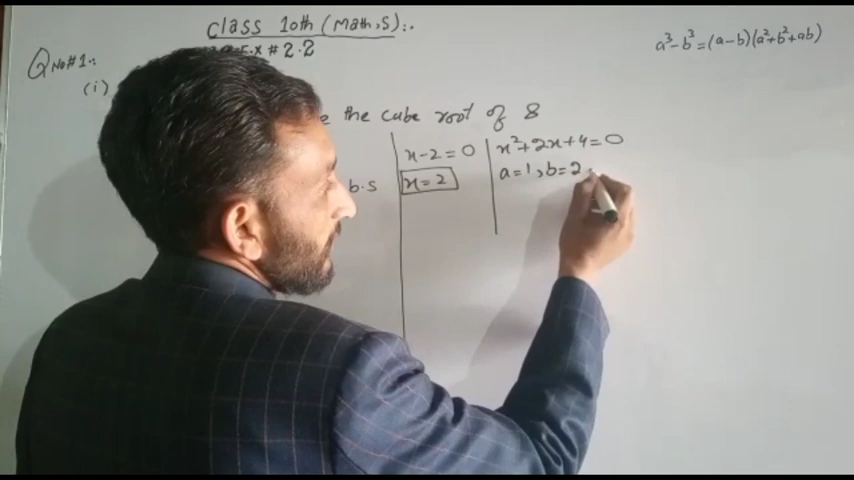 Class 10th (Math,S):.
Ex # 2.2
a³-b³=(a-b)(a²+b²+ab)
Q No#1:.
(i)
the cube root of 8
x-2=0
x²+2x+4=0
b.s
x=2
a=1, b=2,